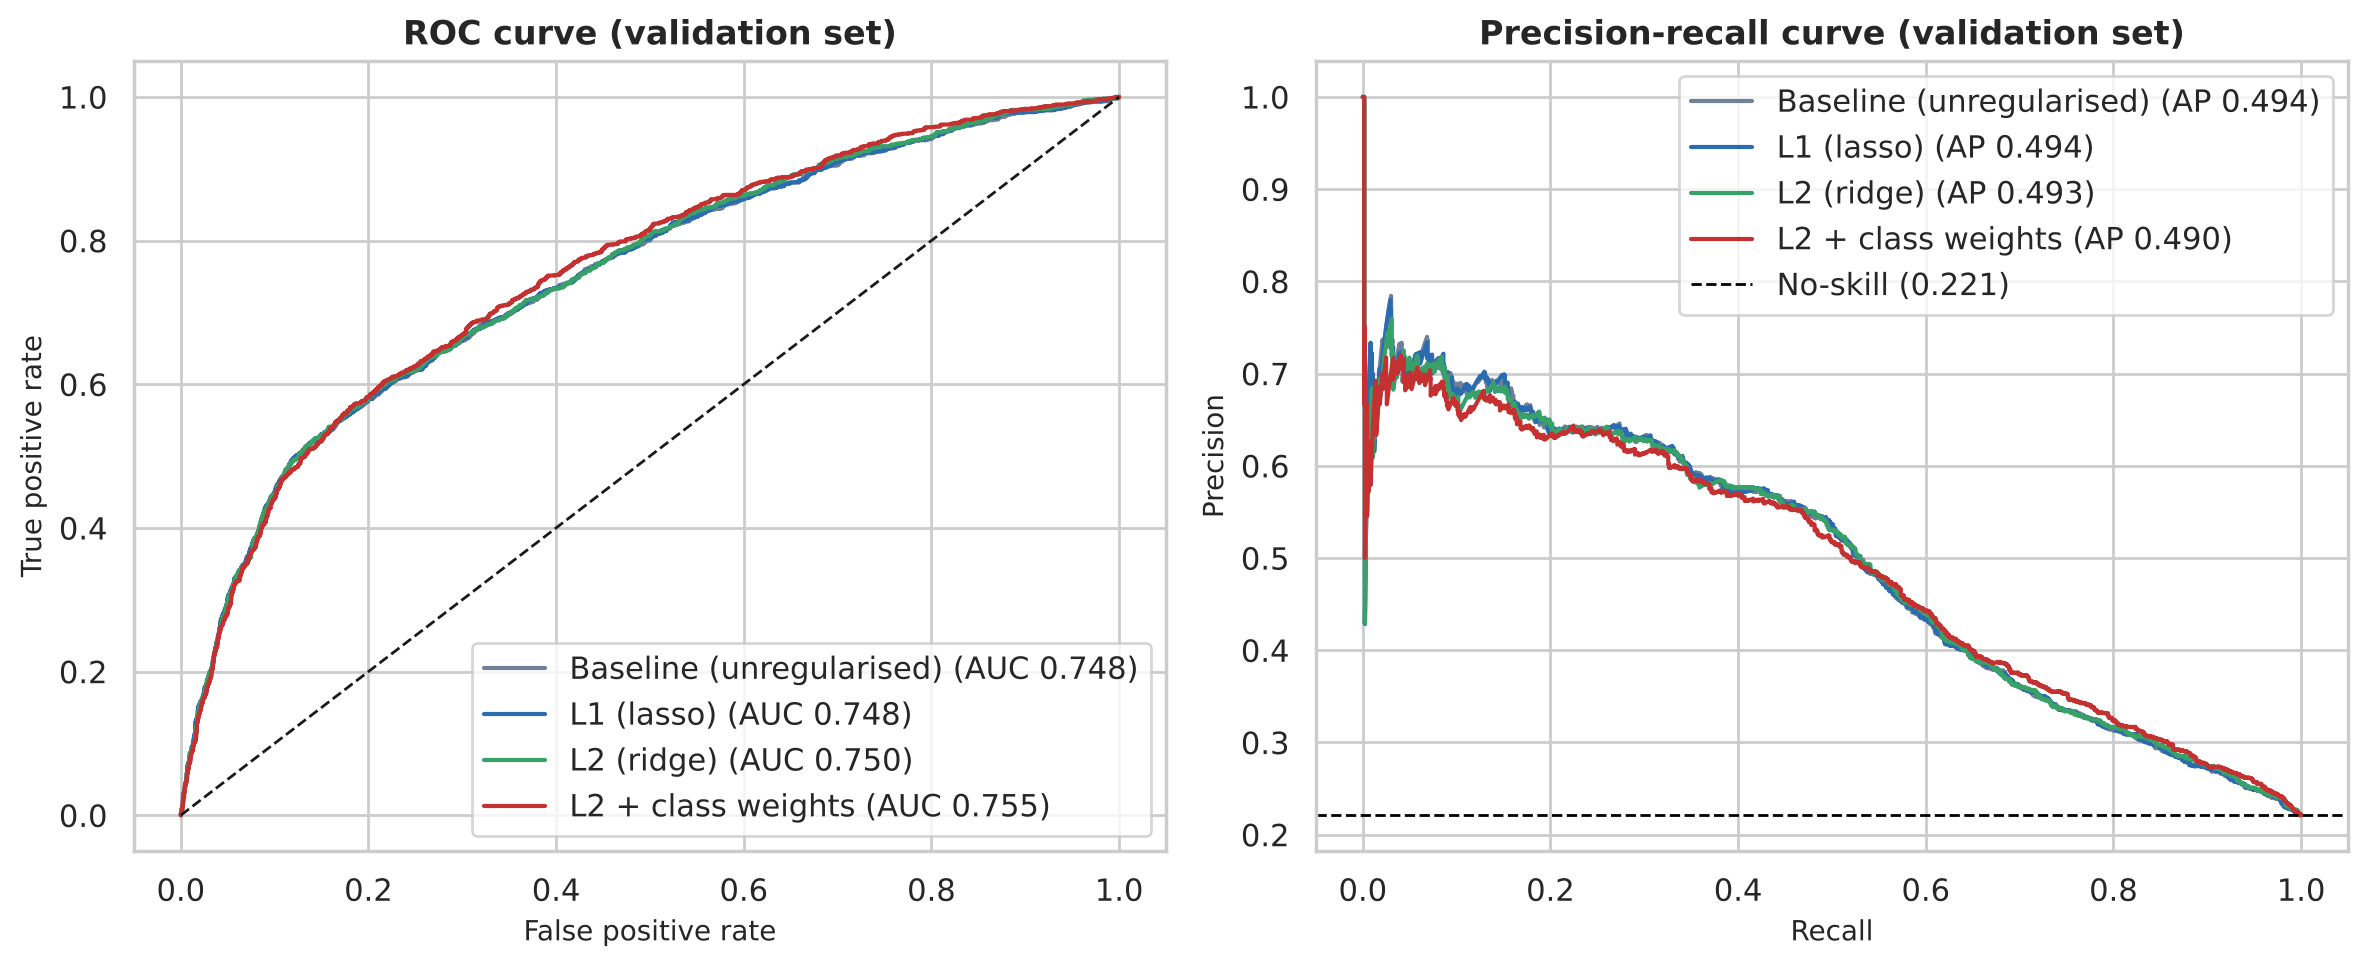 ROC curve (validation set)
True positive rate
1.0
0.8
0.6
0.4
0.2
0.0
Baseline (unregularised) (AUC 0.748)
L1 (lasso) (AUC 0.748)
L2 (ridge) (AUC 0.750)
L2 + class weights (AUC 0.755)
0.0 0.2 0.4 0.6 0.8 1.0
False positive rate
Precision-recall curve (validation set)
Precision
1.0
0.9
0.8
0.7
0.6
0.5
0.4
0.3
0.2
Baseline (unregularised) (AP 0.494)
L1 (lasso) (AP 0.494)
L2 (ridge) (AP 0.493)
L2 + class weights (AP 0.490)
No-skill (0.221)
0.0 0.2 0.4 0.6 0.8 1.0
Recall